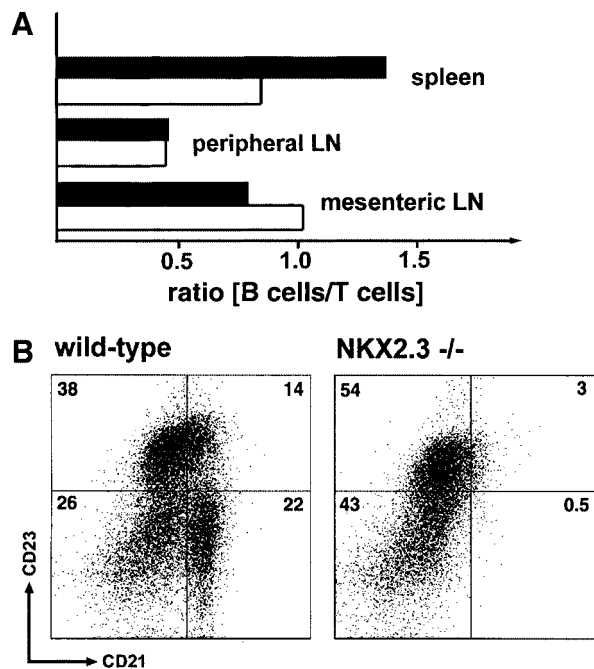 A
spleen
peripheral LN
mesenteric LN
0.5 1.0 1.5
ratio [B cells/T cells]
B
wild-type NKX2.3 -/-
38 14 54 3
26 22 43 0.5
CD23
CD21